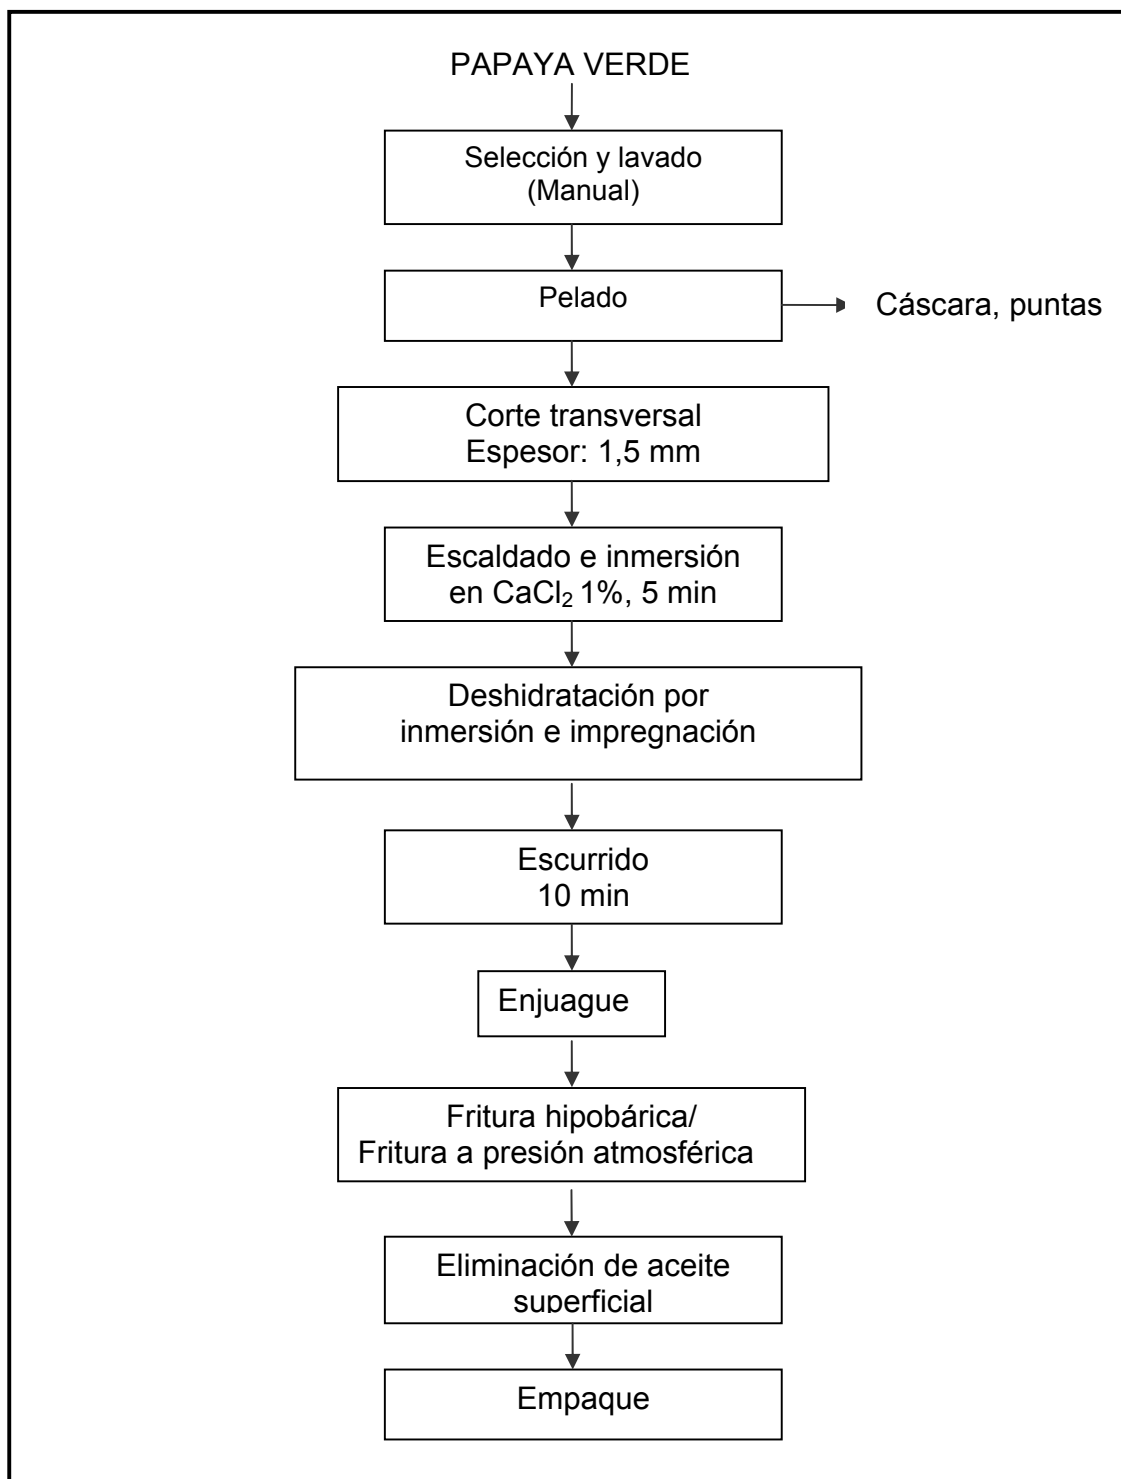 PAPAYA VERDE
Selección y lavado
(Manual)
Pelado
Cáscara, puntas
Corte transversal
Espesor: 1,5 mm
Escaldado e inmersión
en CaCl₂ 1%, 5 min
Deshidratación por
inmersión e impregnación
Escurrido
10 min
Enjuague
Fritura hipobárica/
Fritura a presión atmosférica
Eliminación de aceite
superficial
Empaque